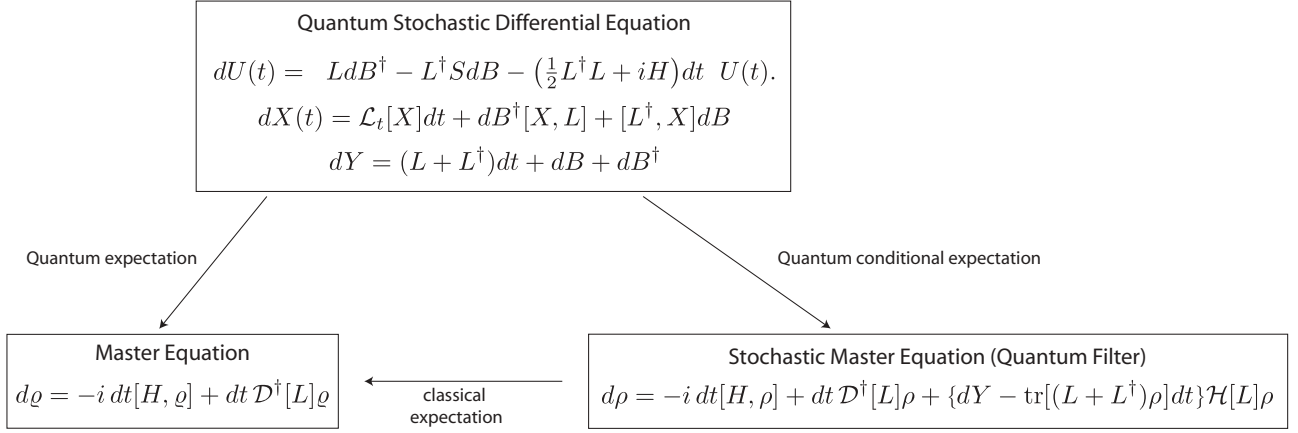 Quantum Stochastic Differential Equation
dU(t) = LdB† − L†SdB − (½L†L + iH)dt U(t).
dX(t) = ℒₜ[X]dt + dB†[X, L] + [L†, X]dB
dY = (L + L†)dt + dB + dB†
Quantum expectation
Quantum conditional expectation
Master Equation
dϱ = −i dt[H, ϱ] + dt 𝒟†[L]ϱ
classical
expectation
Stochastic Master Equation (Quantum Filter)
dρ = −i dt[H, ρ] + dt 𝒟†[L]ρ + {dY − tr[(L + L†)ρ]dt}ℋ[L]ρ